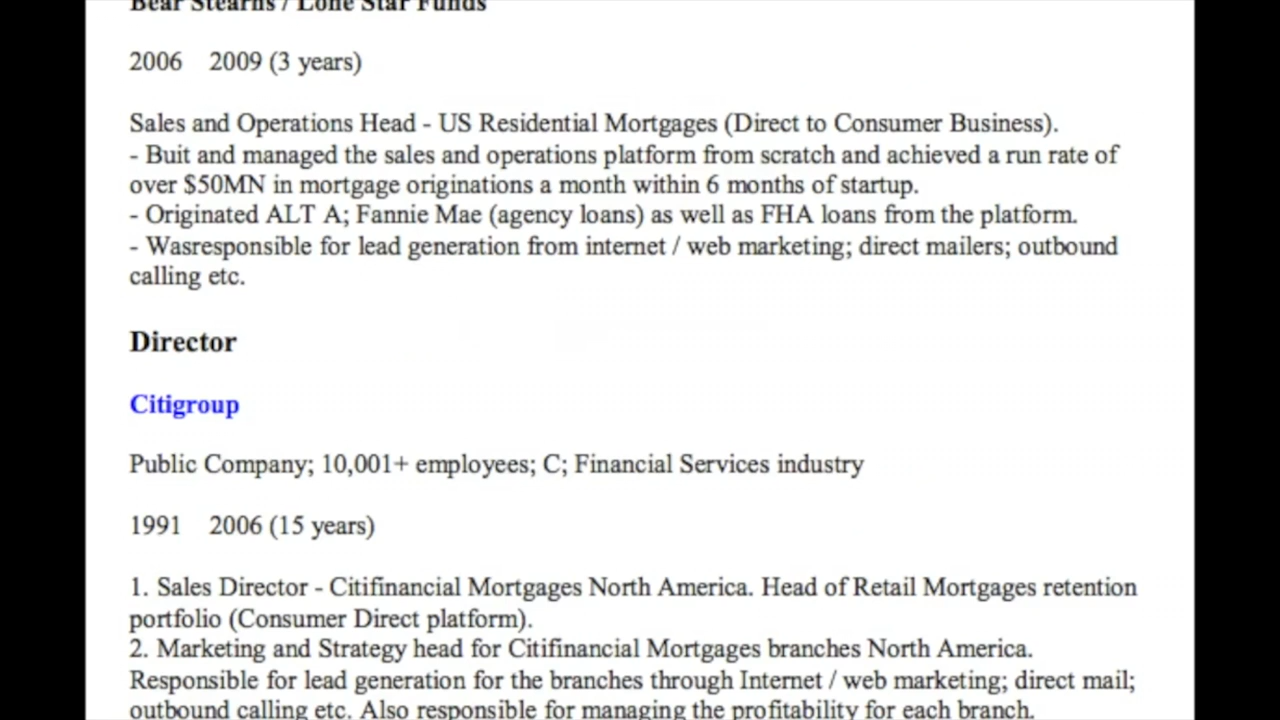 Bear Stearns / Lone Star Funds
2006 2009 (3 years)
Sales and Operations Head - US Residential Mortgages (Direct to Consumer Business).
- Buit and managed the sales and operations platform from scratch and achieved a run rate of
over $50MN in mortgage originations a month within 6 months of startup.
- Originated ALT A; Fannie Mae (agency loans) as well as FHA loans from the platform.
- Wasresponsible for lead generation from internet / web marketing; direct mailers; outbound
calling etc.
Director
Citigroup
Public Company; 10,001+ employees; C; Financial Services industry
1991 2006 (15 years)
1. Sales Director - Citifinancial Mortgages North America. Head of Retail Mortgages retention
portfolio (Consumer Direct platform).
2. Marketing and Strategy head for Citifinancial Mortgages branches North America.
Responsible for lead generation for the branches through Internet / web marketing; direct mail;
outbound calling etc. Also responsible for managing the profitability for each branch.